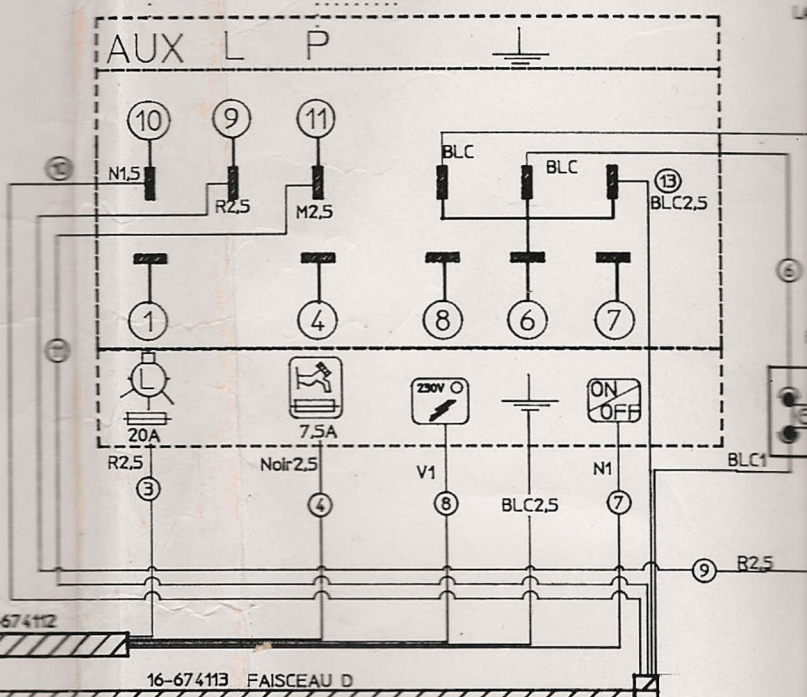 AUX L P
10 9 11
10 N1,5 BLC BLC 13
R2,5 M2,5 BLC2,5
6
1 4 8 6 7
11
L 230V ON OFF
20A 7,5A
R2,5 Noir2,5 V1 N1 BLC1
3 4 8 BLC2,5 7
9 R2,5
674112
16-674113 FAISCEAU D